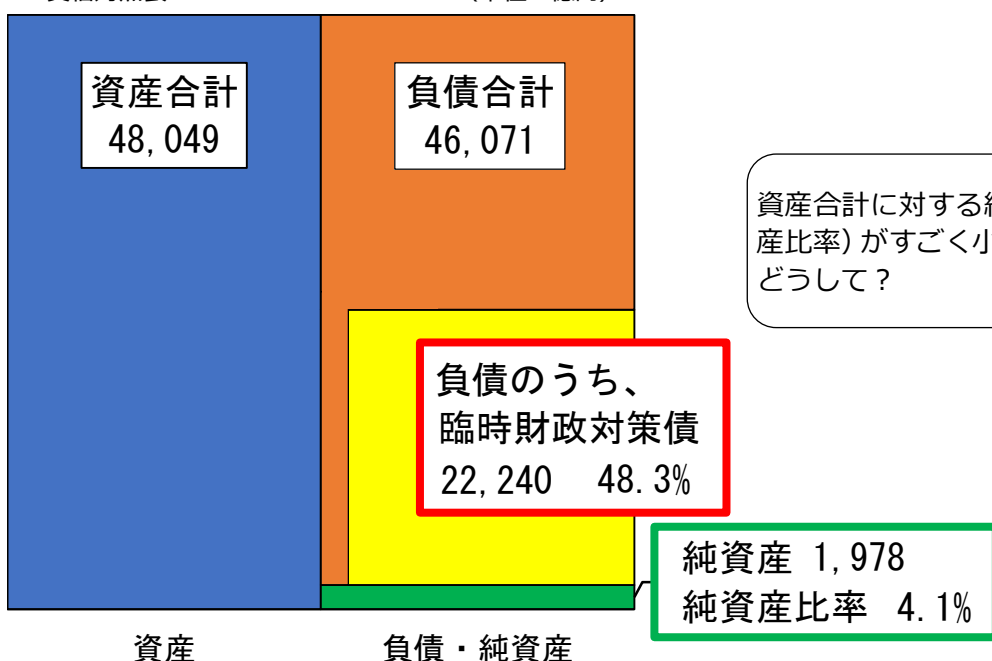 資産合計
48,049
負債合計
46,071
資産合計に対する
産比率)がすごく小
どうして?
負債のうち、
臨時財政対策債
22,240 48.3%
純資産 1,978
純資産比率 4.1%
資産
負債・純資産